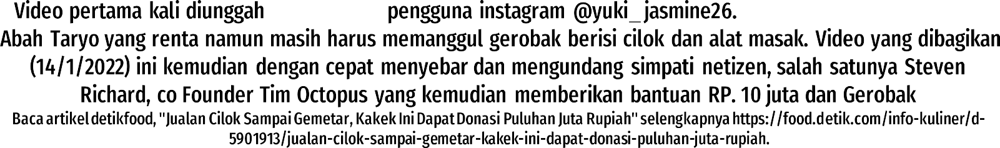 Video pertama kali diunggah pengguna instagram @yuki_jasmine26.
Abah Taryo yang renta namun masih harus memanggul gerobak berisi cilok dan alat masak. Video yang dibagikan
(14/1/2022) ini kemudian dengan cepat menyebar dan mengundang simpati netizen, salah satunya Steven
Richard, co Founder Tim Octopus yang kemudian memberikan bantuan RP. 10 juta dan Gerobak
Baca artikel detikfood, "Jualan Cilok Sampai Gemetar, Kakek Ini Dapat Donasi Puluhan Juta Rupiah" selengkapnya https://food.detik.com/info-kuliner/d-
5901913/jualan-cilok-sampai-gemetar-kakek-ini-dapat-donasi-puluhan-juta-rupiah.